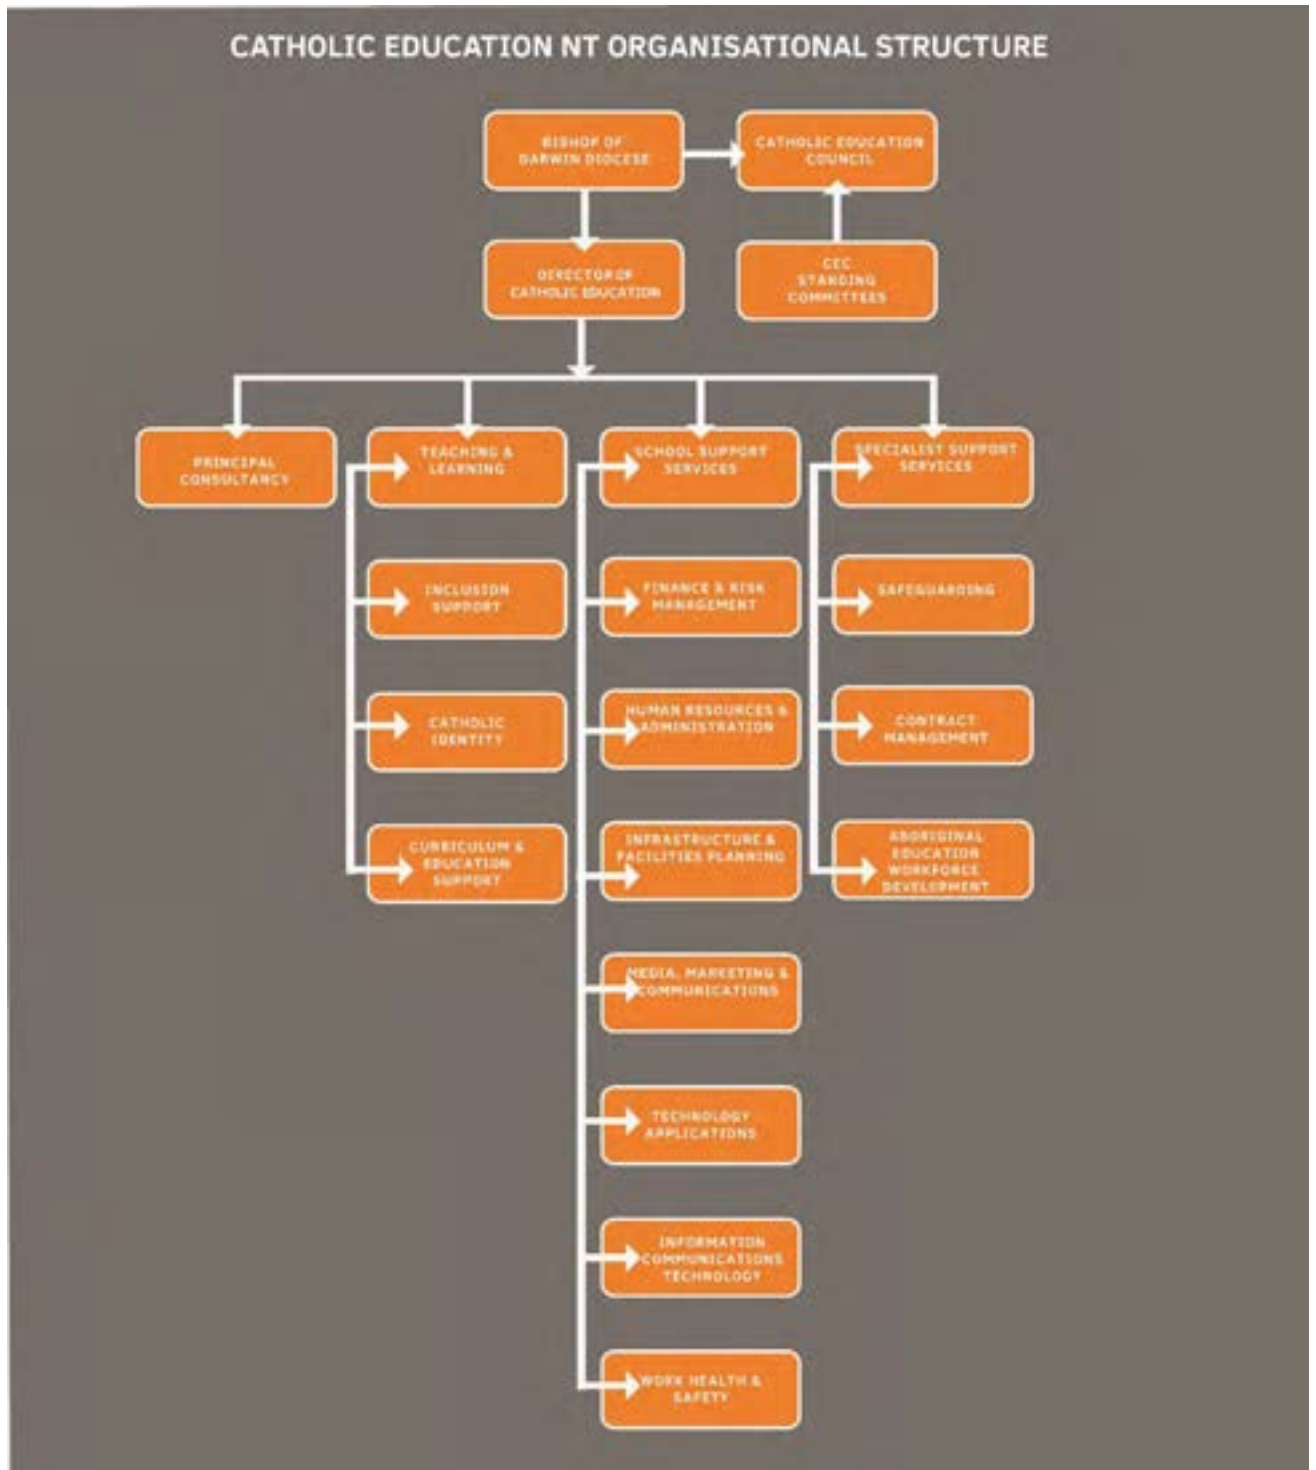 CATHOLIC EDUCATION NT ORGANISATIONAL STRUCTURE
BISHOP OF
DARWIN DIOCESE
CATHOLIC EDUCATION
COUNCIL
DIRECTOR OF
CATHOLIC EDUCATION
CEC
STANDING
COMMITTEES
PRINCIPAL
CONSULTANCY
TEACHING &
LEARNING
SCHOOL SUPPORT
SERVICES
SPECIALIST SUPPORT
SERVICES
INCLUSION
SUPPORT
FINANCE & RISK
MANAGEMENT
SAFEGUARDING
CATHOLIC
IDENTITY
HUMAN RESOURCES &
ADMINISTRATION
CONTRACT
MANAGEMENT
CURRICULUM &
EDUCATION
SUPPORT
INFRASTRUCTURE &
FACILITIES PLANNING
ABORIGINAL
EDUCATION
WORKFORCE
DEVELOPMENT
MEDIA, MARKETING &
COMMUNICATIONS
TECHNOLOGY
APPLICATIONS
INFORMATION
COMMUNICATIONS
TECHNOLOGY
WORK HEALTH &
SAFETY